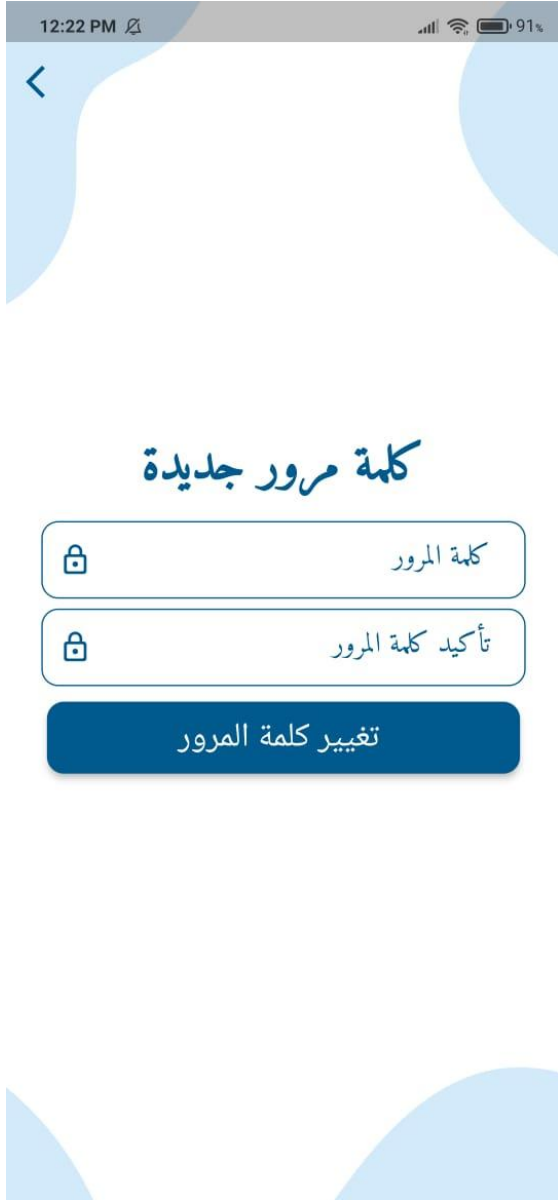 12:22 PM 91%
كلمة مرور جديدة
كلمة المرور
تأكيد كلمة المرور
تغيير كلمة المرور